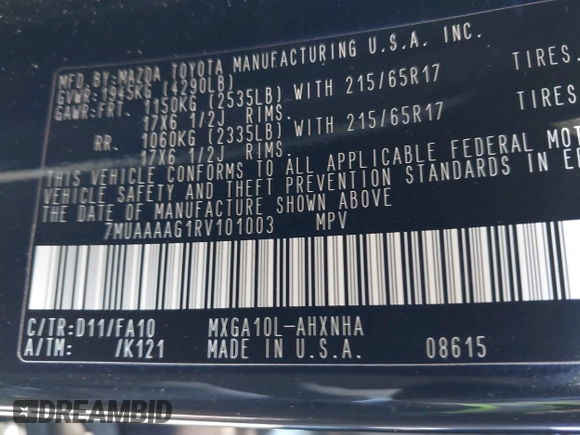 MFD. BY: MAZDA TOYOTA MANUFACTURING U.S.A. INC.
GVWR: 1945KG (4290LB)
GAWR: FRT. 1150KG (2535LB) WITH 215/65R17 TIRES.
17X6 1/2J RIMS.
RR. 1060KG (2335LB) WITH 215/65R17 TIRES.
17X6 1/2J RIMS.
THIS VEHICLE CONFORMS TO ALL APPLICABLE FEDERAL
VEHICLE SAFETY AND THEFT PREVENTION STANDARDS IN
THE DATE OF MANUFACTURE SHOWN ABOVE
7MUAAAAG1RV101003 MPV
C/TR: D11/FA10 MXGA10L-AHXNHA
A/TM: /K121 MADE IN U.S.A. 08615
DREAMBID